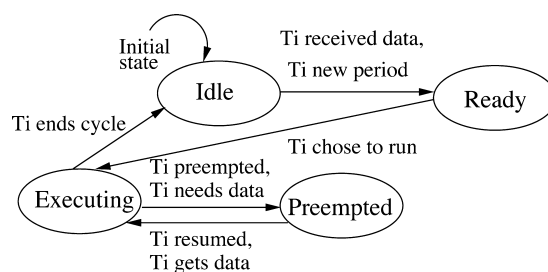 Initial
state
Idle
Ti received data,
Ti new period
Ready
Ti ends cycle
Ti chose to run
Executing
Ti preempted,
Ti needs data
Preempted
Ti resumed,
Ti gets data